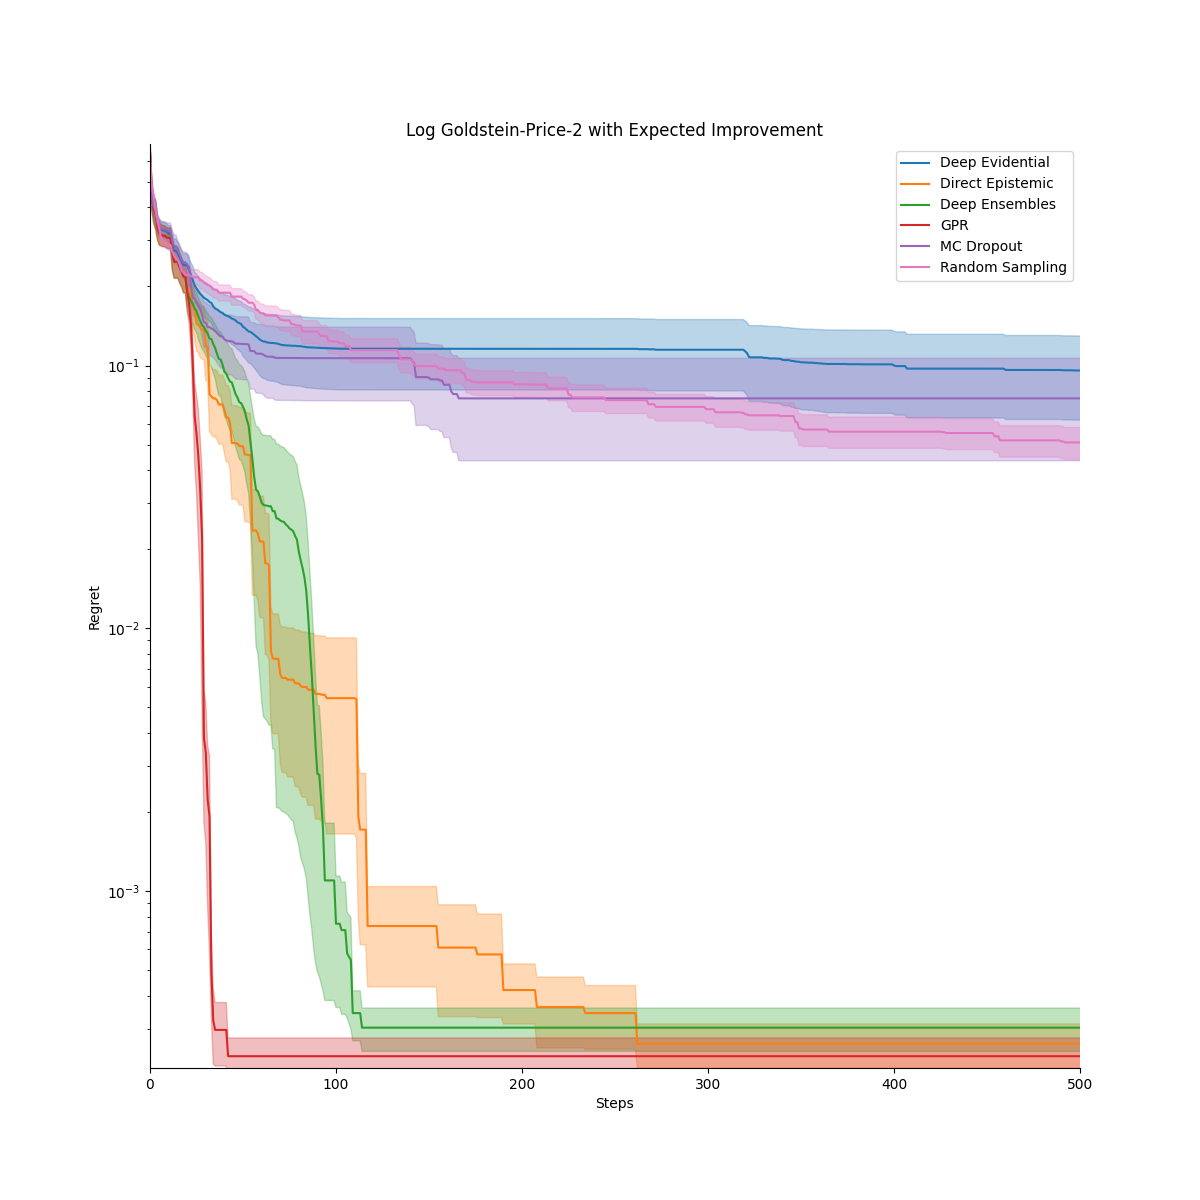 Log Goldstein-Price-2 with Expected Improvement
Deep Evidential
Direct Epistemic
Deep Ensembles
GPR
MC Dropout
Random Sampling
Regret
10⁻¹
10⁻²
10⁻³
0 100 200 300 400 500
Steps